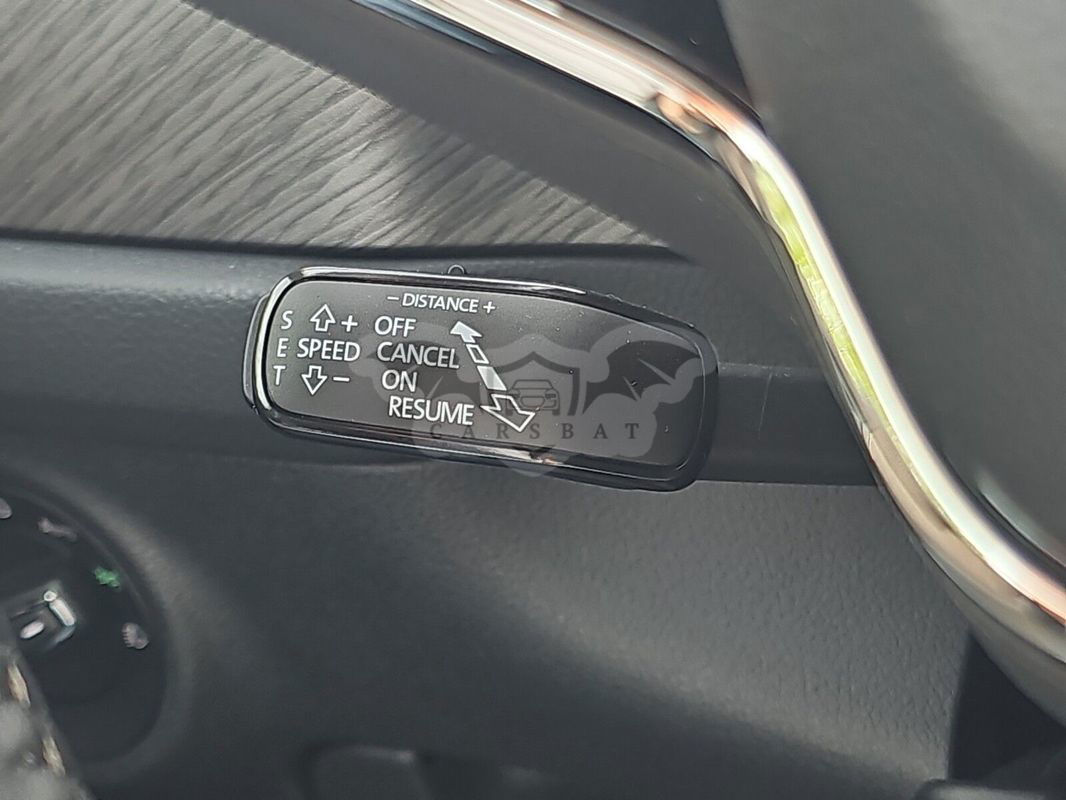 − DISTANCE +
S + OFF
E SPEED CANCEL
T − ON
RESUME
CARSBAT